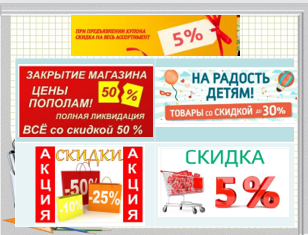 ПРИ ПРЕДЪЯВЛЕНИИ КУПОНА
СКИДКА НА ВЕСЬ АССОРТИМЕНТ
5%
ЗАКРЫТИЕ МАГАЗИНА
ЦЕНЫ
ПОПОЛАМ!
50 %
ПОЛНАЯ ЛИКВИДАЦИЯ
ВСЁ со скидкой 50 %
НА РАДОСТЬ
ДЕТЯМ!
ТОВАРЫ со СКИДКОЙ до 30%
АКЦИЯ
СКИДКИ
-50%
-10%
-25%
АКЦИЯ
СКИДКА
5%